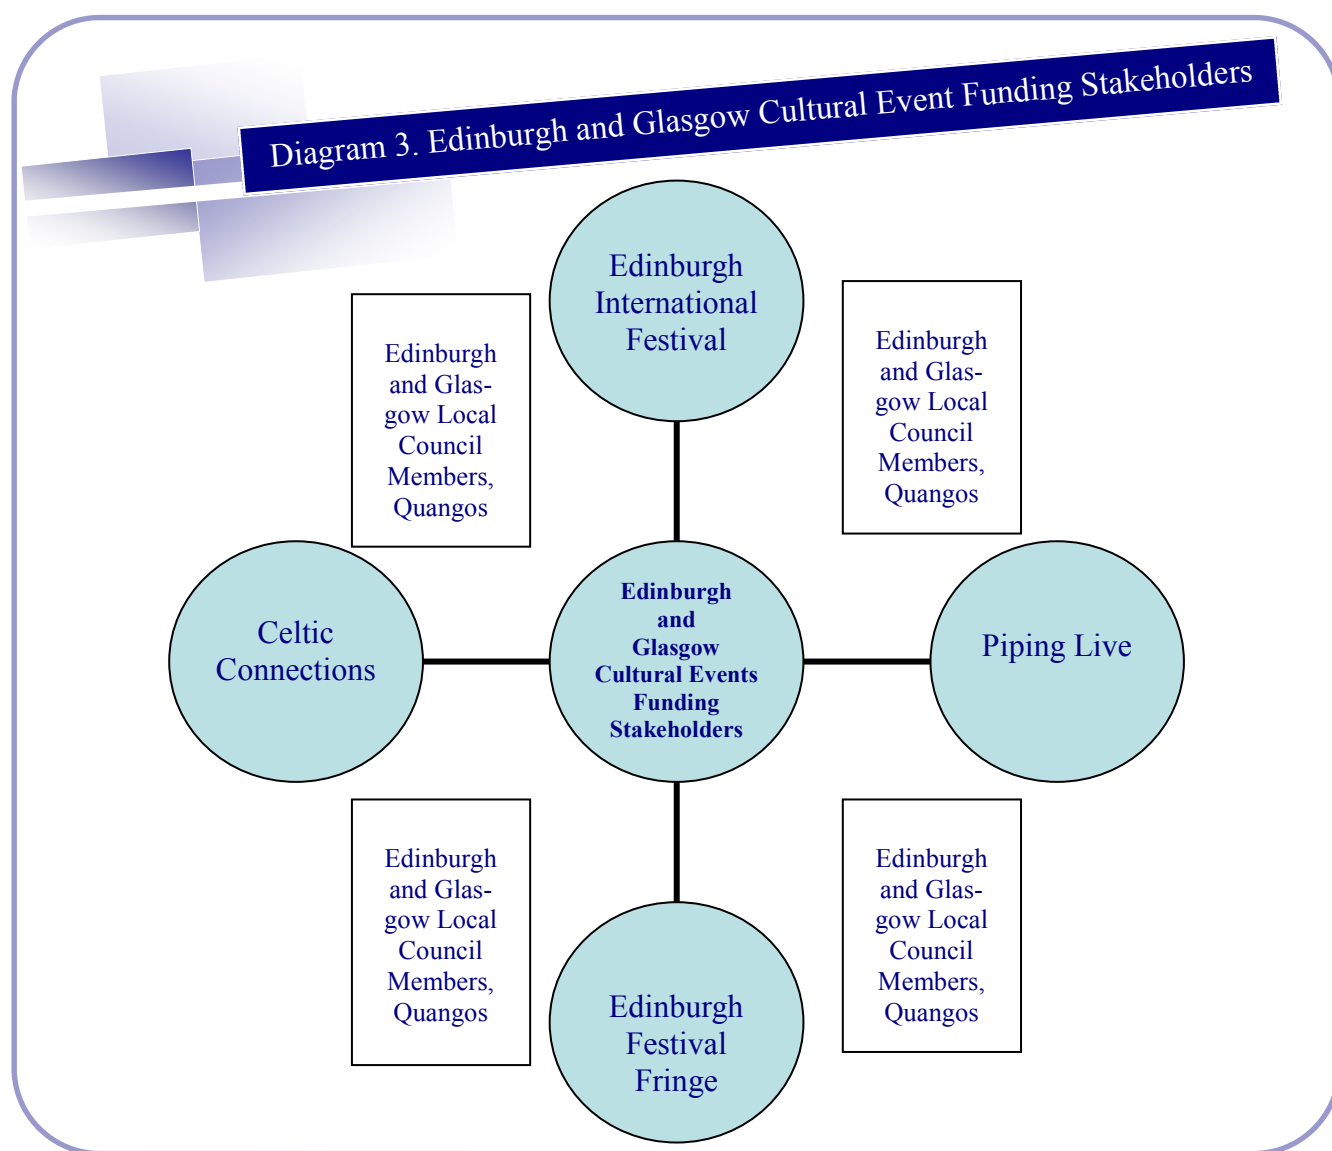 Diagram 3. Edinburgh and Glasgow Cultural Event Funding Stakeholders
Edinburgh
International
Festival
Edinburgh
and Glas-
gow Local
Council
Members,
Quangos
Edinburgh
and Glas-
gow Local
Council
Members,
Quangos
Celtic
Connections
Edinburgh
and
Glasgow
Cultural Events
Funding
Stakeholders
Piping Live
Edinburgh
and Glas-
gow Local
Council
Members,
Quangos
Edinburgh
and Glas-
gow Local
Council
Members,
Quangos
Edinburgh
Festival
Fringe